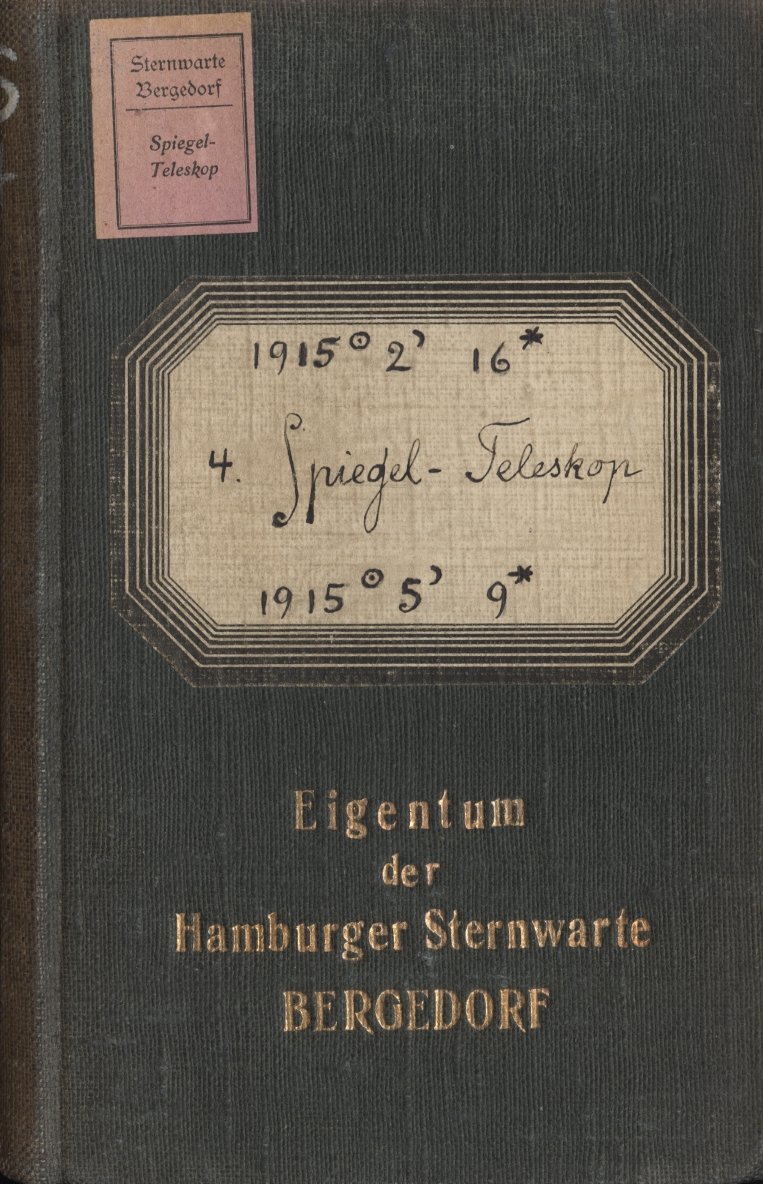 Sternwarte
Bergedorf
Spiegel-
Teleskop
1915☉ 2☽ 16*
4. Spiegel-Teleskop
1915☉ 5☽ 9*
Eigentum
der
Hamburger Sternwarte
BERGEDORF